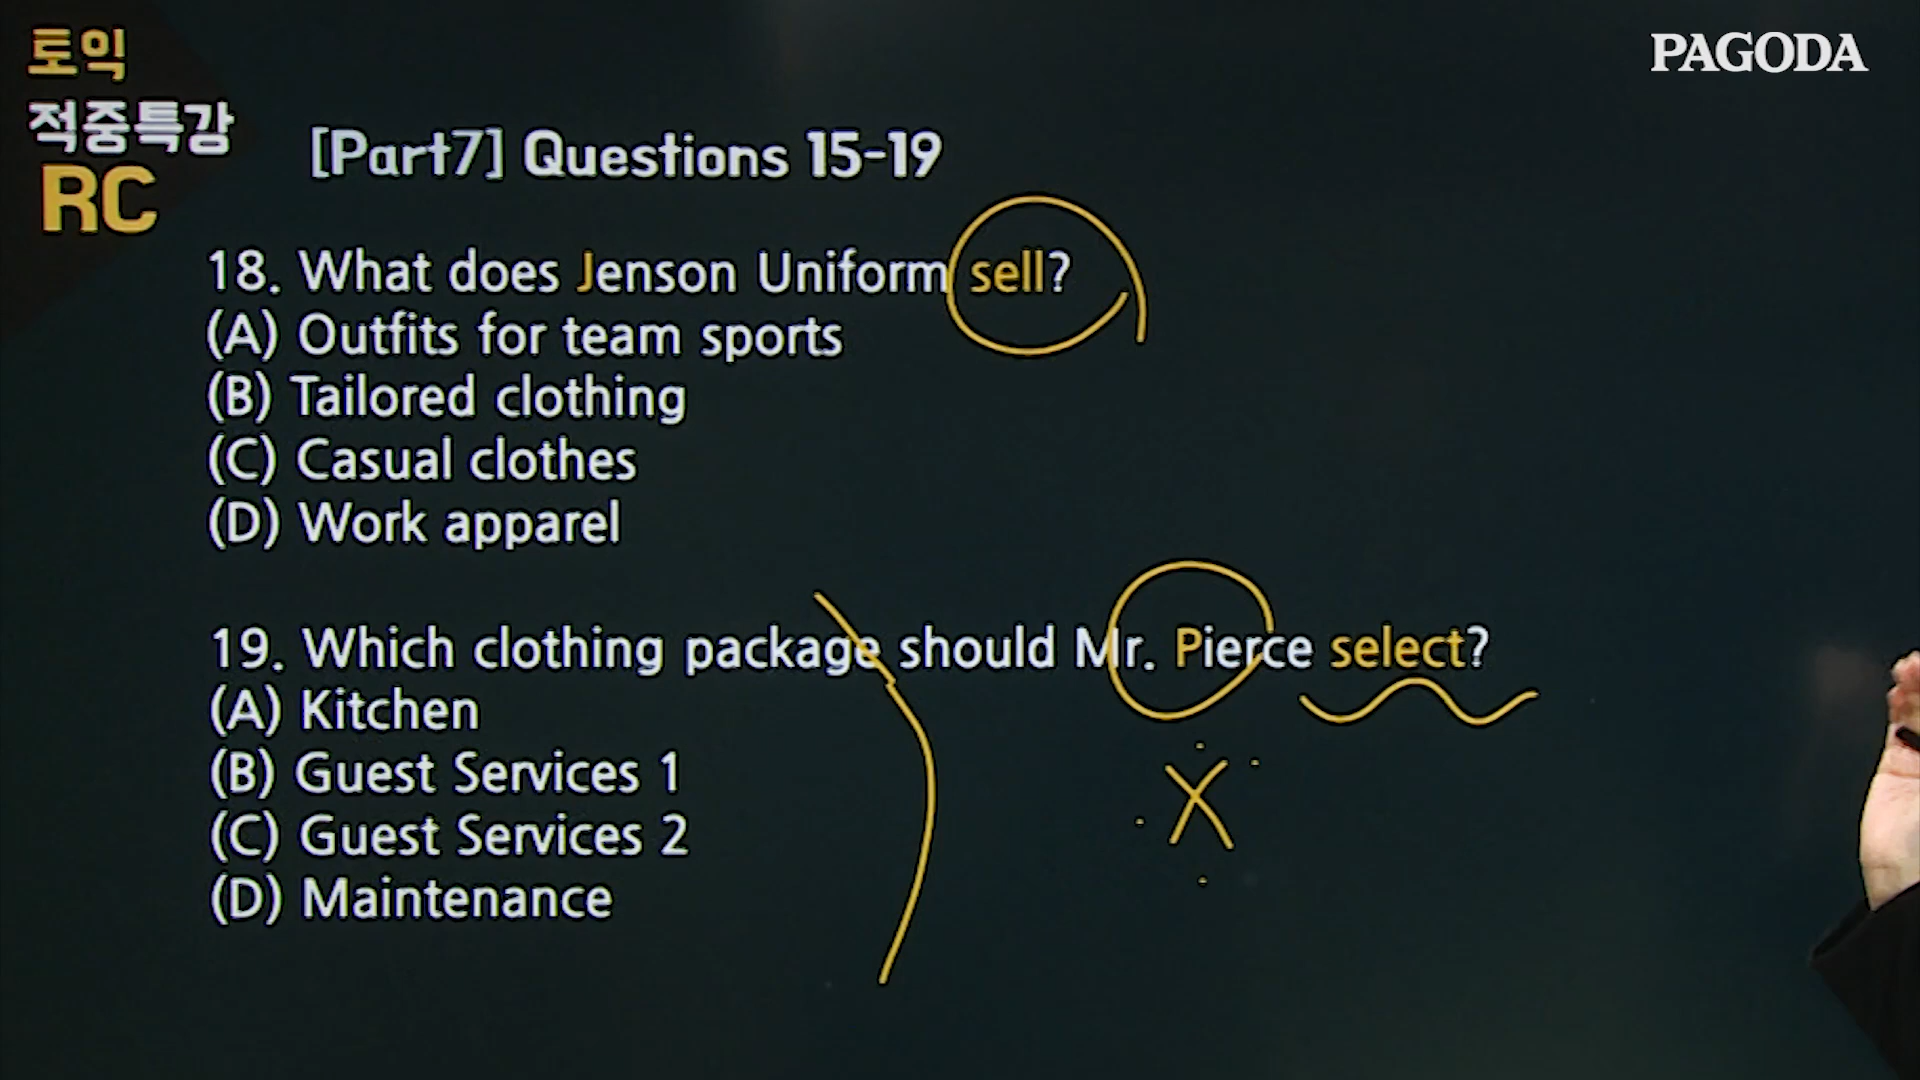 토익
적중특강
RC
PAGODA
[Part7] Questions 15-19
18. What does Jenson Uniform sell?
(A) Outfits for team sports
(B) Tailored clothing
(C) Casual clothes
(D) Work apparel
19. Which clothing package should Mr. Pierce select?
(A) Kitchen
(B) Guest Services 1
(C) Guest Services 2
(D) Maintenance
X